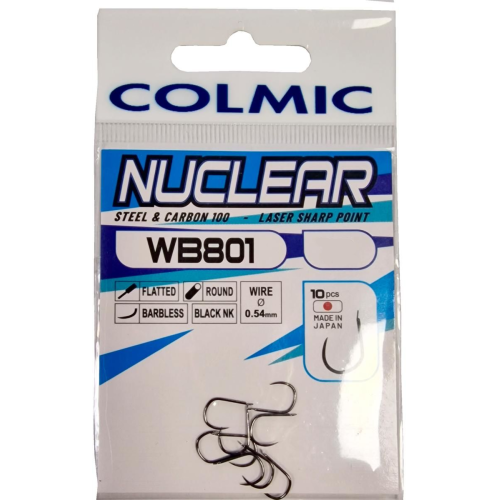 COLMIC
NUCLEAR
STEEL & CARBON 100 - LASER SHARP POINT
WB801
FLATTED ROUND WIRE Ø 0.54mm
BARBLESS BLACK NK
10pcs
MADE IN
JAPAN